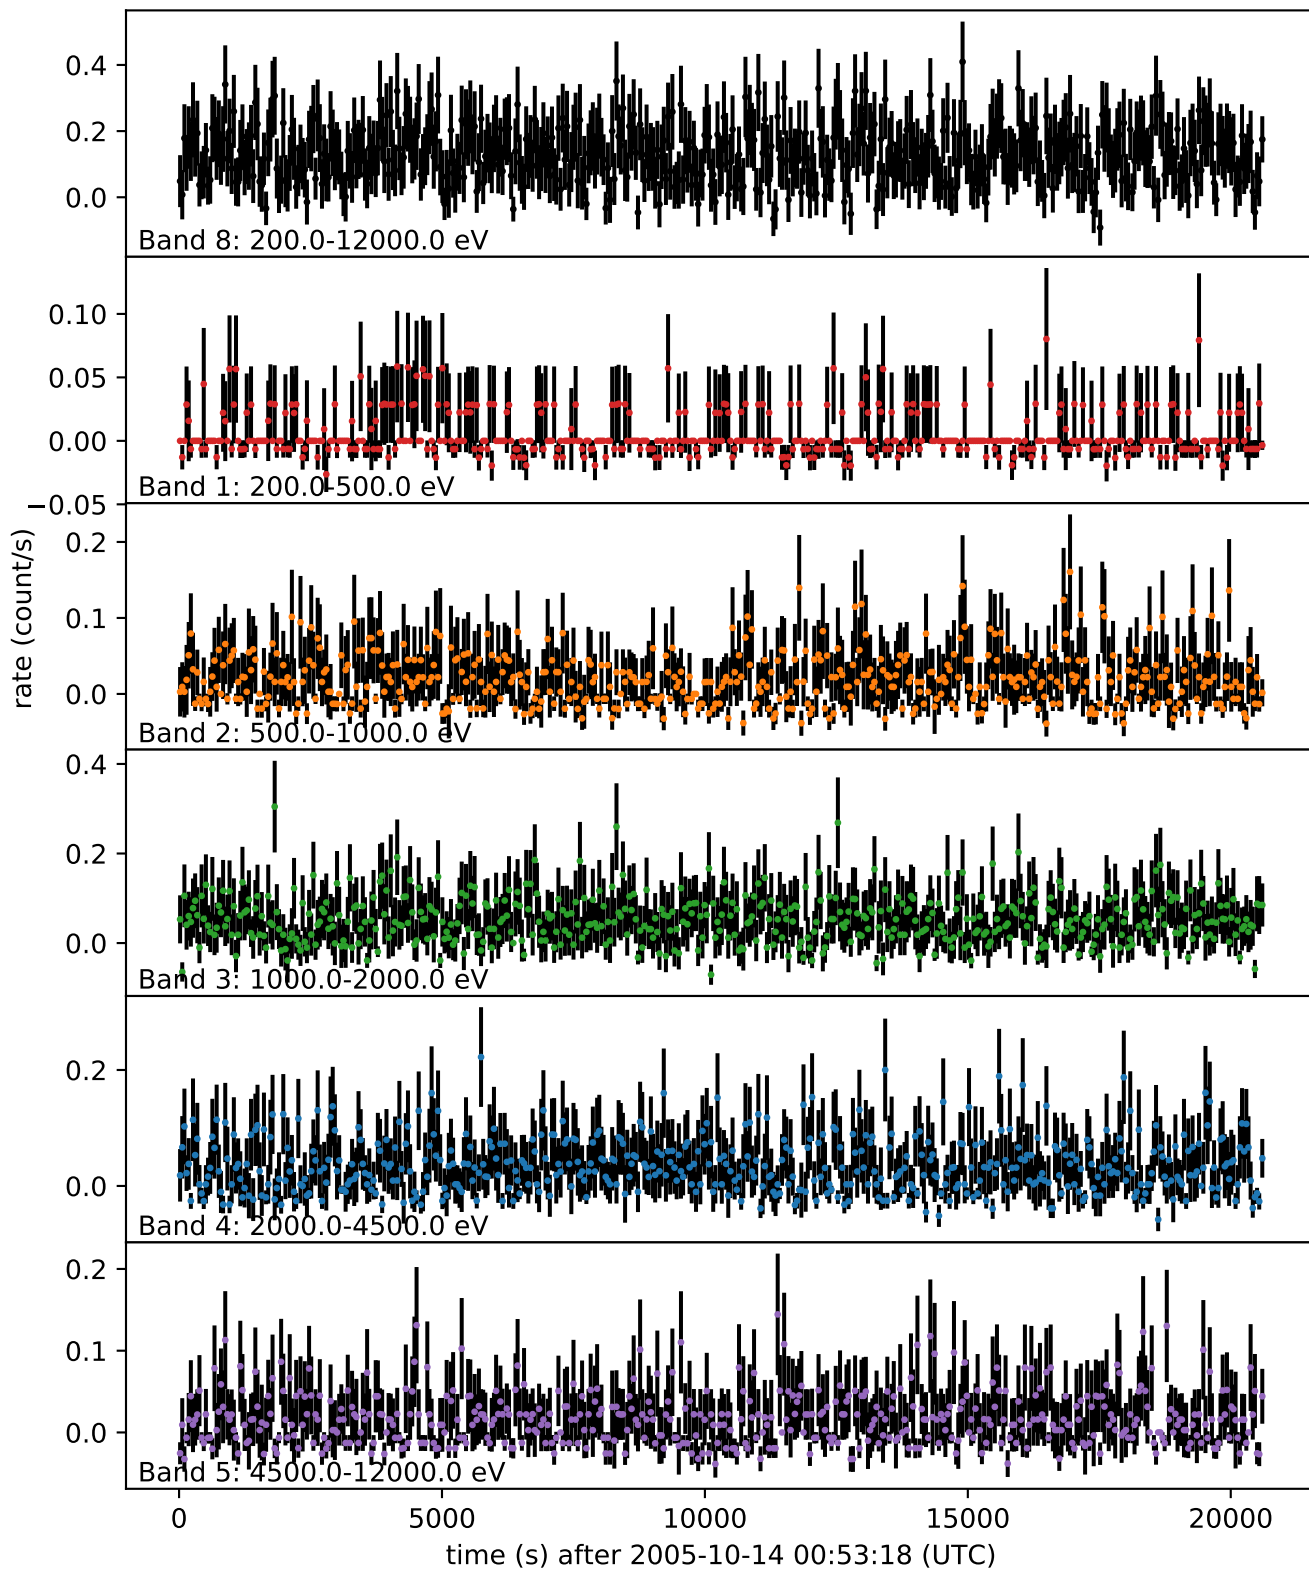 0.4
0.2
0.0
Band 8: 200.0-12000.0 eV
0.10
0.05
0.00
−0.05
Band 1: 200.0-500.0 eV
rate (count/s)
0.2
0.1
0.0
Band 2: 500.0-1000.0 eV
0.4
0.2
0.0
Band 3: 1000.0-2000.0 eV
0.2
0.0
Band 4: 2000.0-4500.0 eV
0.2
0.1
0.0
Band 5: 4500.0-12000.0 eV
0 5000 10000 15000 20000
time (s) after 2005-10-14 00:53:18 (UTC)